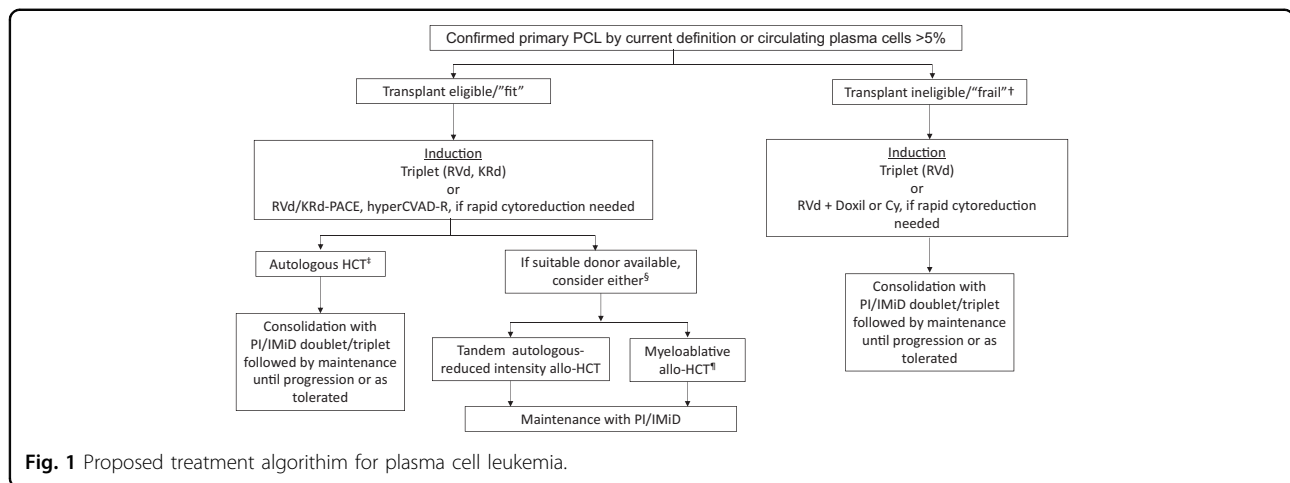 Confirmed primary PCL by current definition or circulating plasma cells >5%
Transplant eligible/”fit”
Transplant ineligible/“frail”†
Induction
Triplet (RVd, KRd)
or
RVd/KRd-PACE, hyperCVAD-R, if rapid cytoreduction needed
Induction
Triplet (RVd)
or
RVd + Doxil or Cy, if rapid cytoreduction
needed
Autologous HCT‡
If suitable donor available,
consider either§
Consolidation with
PI/IMiD doublet/triplet
followed by maintenance
until progression or as
tolerated
Tandem autologous-
reduced intensity allo-HCT
Myeloablative
allo-HCT¶
Maintenance with PI/IMiD
Consolidation with
PI/IMiD doublet/triplet
followed by maintenance
until progression or as
tolerated
Fig. 1 Proposed treatment algorithim for plasma cell leukemia.